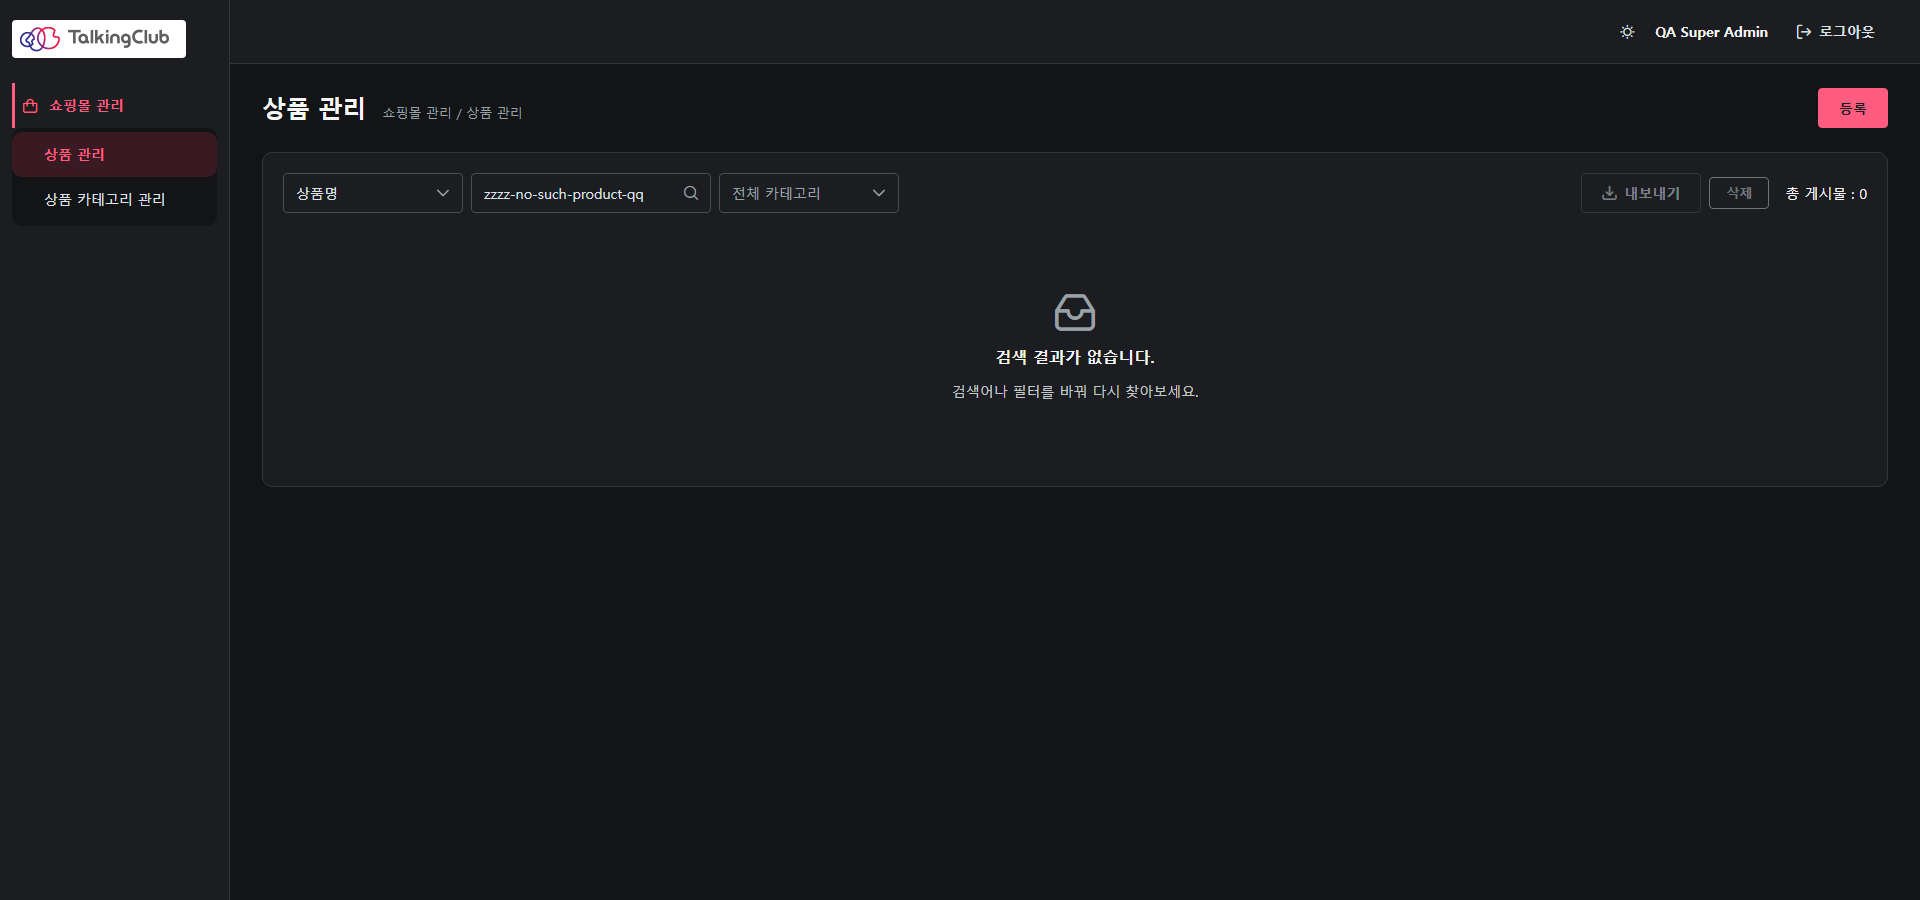 TalkingClub
QA Super Admin
로그아웃
쇼핑몰 관리
상품 관리
상품 카테고리 관리
상품 관리
쇼핑몰 관리 / 상품 관리
등록
상품명
zzzz-no-such-product-qq
전체 카테고리
내보내기
삭제
총 게시물 : 0
검색 결과가 없습니다.
검색어나 필터를 바꿔 다시 찾아보세요.